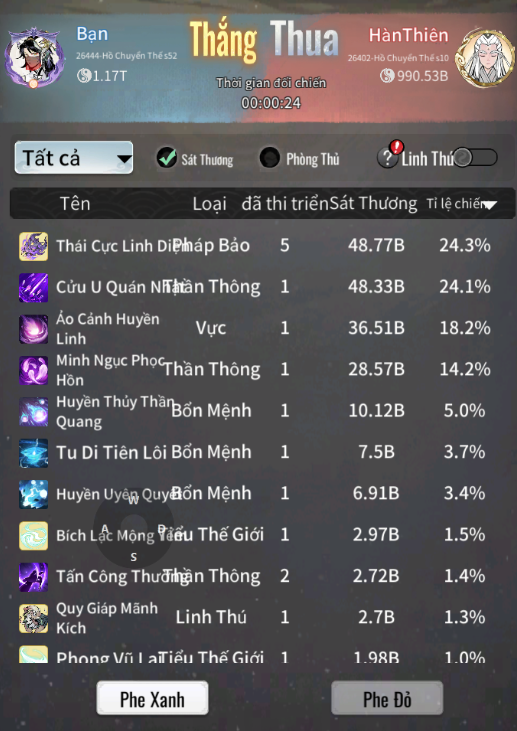 Bạn
Thắng Thua
HànThiên
26444-Hồ Chuyển Thế s52
26402-Hồ Chuyển Thế s10
1.17T
990.53B
Thời gian đối chiến
00:00:24
Tất cả
Sát Thương
Phòng Thủ
?
!
Linh Thú
Tên Loại đã thi triển Sát Thương Tỉ lệ chiến
Thái Cực Linh Diệm Pháp Bảo 5 48.77B 24.3%
Cửu U Quán Nhật Thần Thông 1 48.33B 24.1%
Ảo Cảnh Huyền
Linh
Vực 1 36.51B 18.2%
Minh Ngục Phọc
Hồn
Thần Thông 1 28.57B 14.2%
Huyền Thủy Thần
Quang
Bổn Mệnh 1 10.12B 5.0%
Tu Di Tiên Lôi Bổn Mệnh 1 7.5B 3.7%
Huyền Uyên Quyết Bổn Mệnh 1 6.91B 3.4%
W
A
D
S
Bích Lạc Mộng Tiểu Thế Giới 1 2.97B 1.5%
Tấn Công Thường Thần Thông 2 2.72B 1.4%
Quy Giáp Mãnh
Kích
Linh Thú 1 2.7B 1.3%
Phong Vũ Lai Tiểu Thế Giới 1 1.98B 1.0%
Phe Xanh
Phe Đỏ